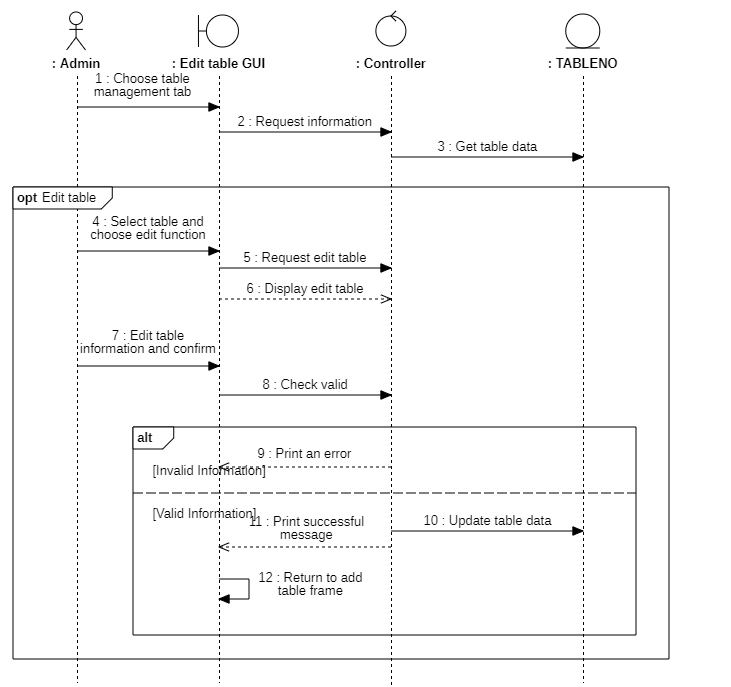 : Admin
: Edit table GUI
: Controller
: TABLENO
1 : Choose table
management tab
2 : Request information
3 : Get table data
opt Edit table
4 : Select table and
choose edit function
5 : Request edit table
6 : Display edit table
7 : Edit table
information and confirm
8 : Check valid
alt
9 : Print an error
[Invalid Information]
[Valid Information]
11 : Print successful
message
10 : Update table data
12 : Return to add
table frame